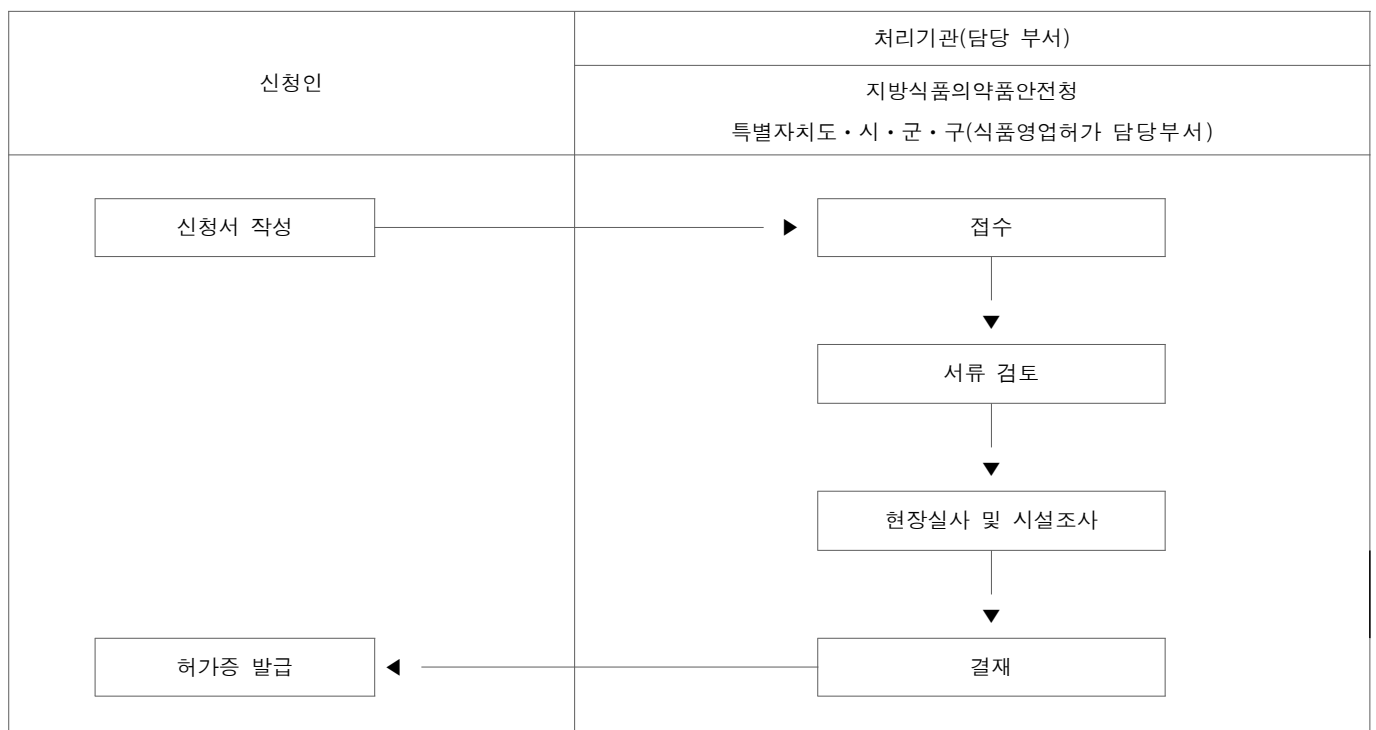 신청인
처리기관(담당 부서)
지방식품의약품안전청
특별자치도・시・군・구(식품영업허가 담당부서)
신청서 작성
접수
서류 검토
현장실사 및 시설조사
허가증 발급
결재